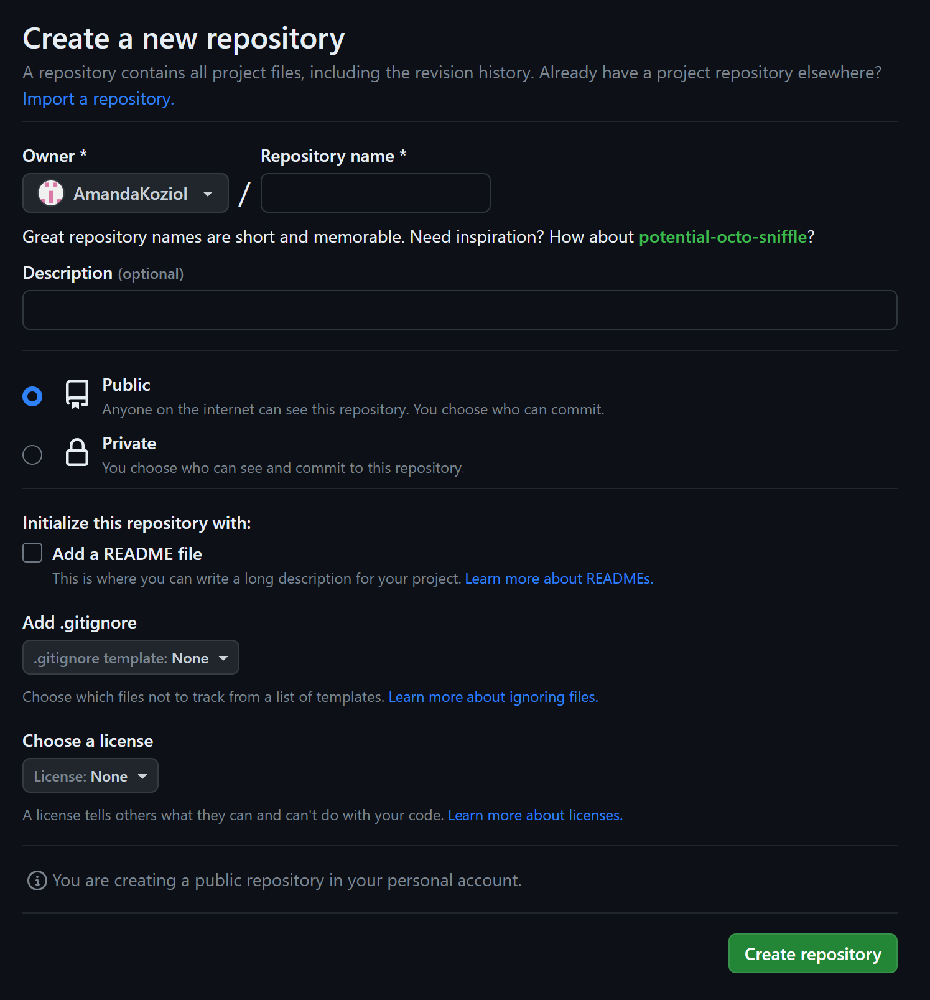 Create a new repository
A repository contains all project files, including the revision history. Already have a project repository elsewhere?
Import a repository.
Owner *
Repository name *
AmandaKoziol
/
Great repository names are short and memorable. Need inspiration? How about potential-octo-sniffle?
Description (optional)
Public
Anyone on the internet can see this repository. You choose who can commit.
Private
You choose who can see and commit to this repository.
Initialize this repository with:
Add a README file
This is where you can write a long description for your project. Learn more about READMEs.
Add .gitignore
.gitignore template: None
Choose which files not to track from a list of templates. Learn more about ignoring files.
Choose a license
License: None
A license tells others what they can and can't do with your code. Learn more about licenses.
You are creating a public repository in your personal account.
Create repository